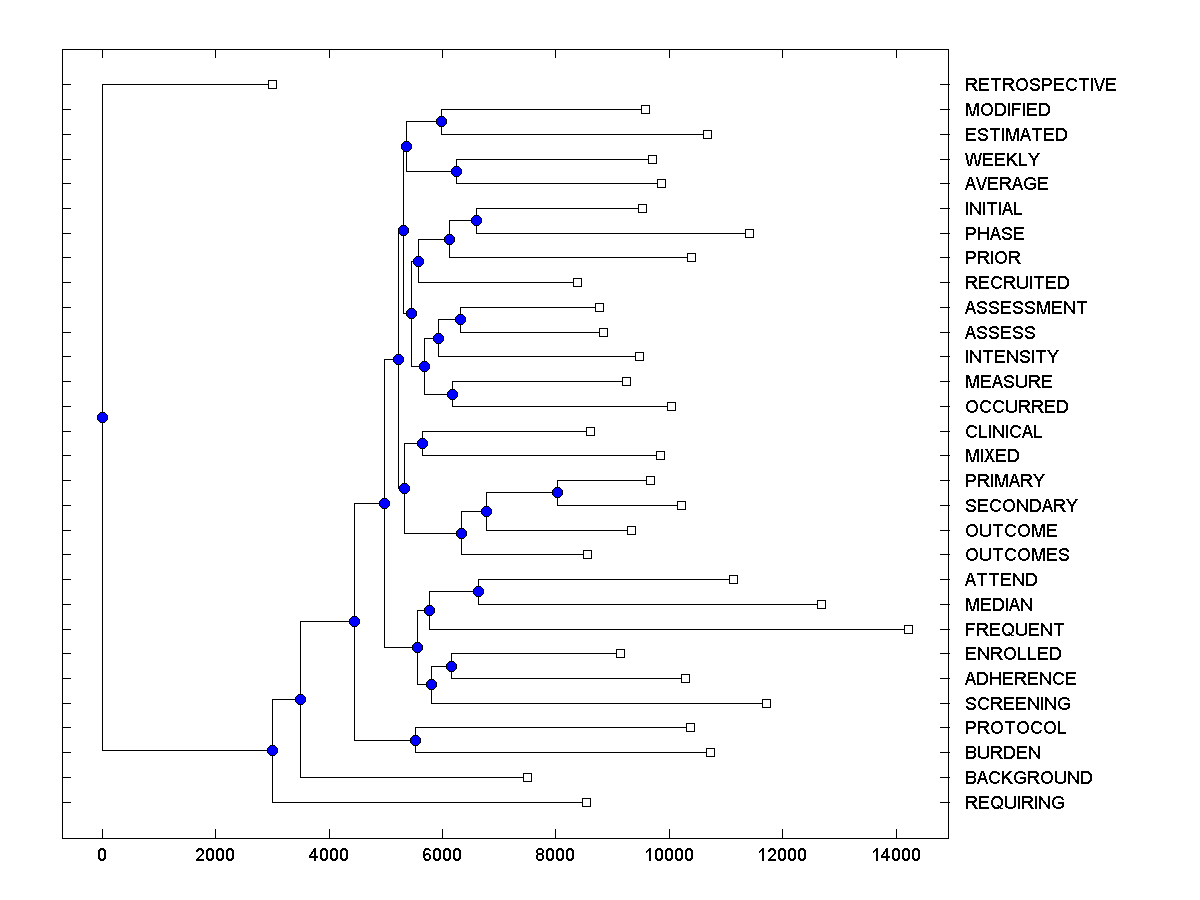 RETROSPECTIVE
MODIFIED
ESTIMATED
WEEKLY
AVERAGE
INITIAL
PHASE
PRIOR
RECRUITED
ASSESSMENT
ASSESS
INTENSITY
MEASURE
OCCURRED
CLINICAL
MIXED
PRIMARY
SECONDARY
OUTCOME
OUTCOMES
ATTEND
MEDIAN
FREQUENT
ENROLLED
ADHERENCE
SCREENING
PROTOCOL
BURDEN
BACKGROUND
REQUIRING
0 2000 4000 6000 8000 10000 12000 14000